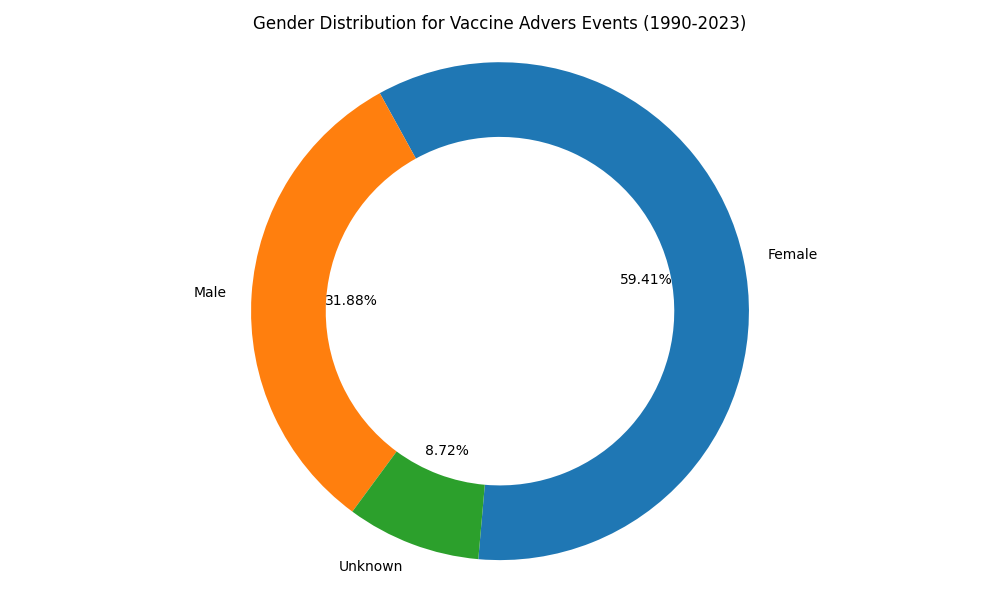 Gender Distribution for Vaccine Advers Events (1990-2023)
Female
59.41%
Male
31.88%
8.72%
Unknown